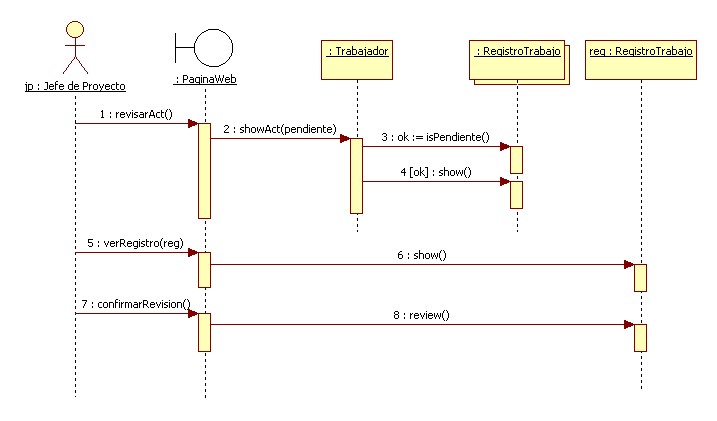 jp : Jefe de Proyecto
: PaginaWeb
: Trabajador
: RegistroTrabajo
reg : RegistroTrabajo
1 : revisarAct()
2 : showAct(pendiente)
3 : ok := isPendiente()
4 [ok] : show()
5 : verRegistro(reg)
6 : show()
7 : confirmarRevision()
8 : review()